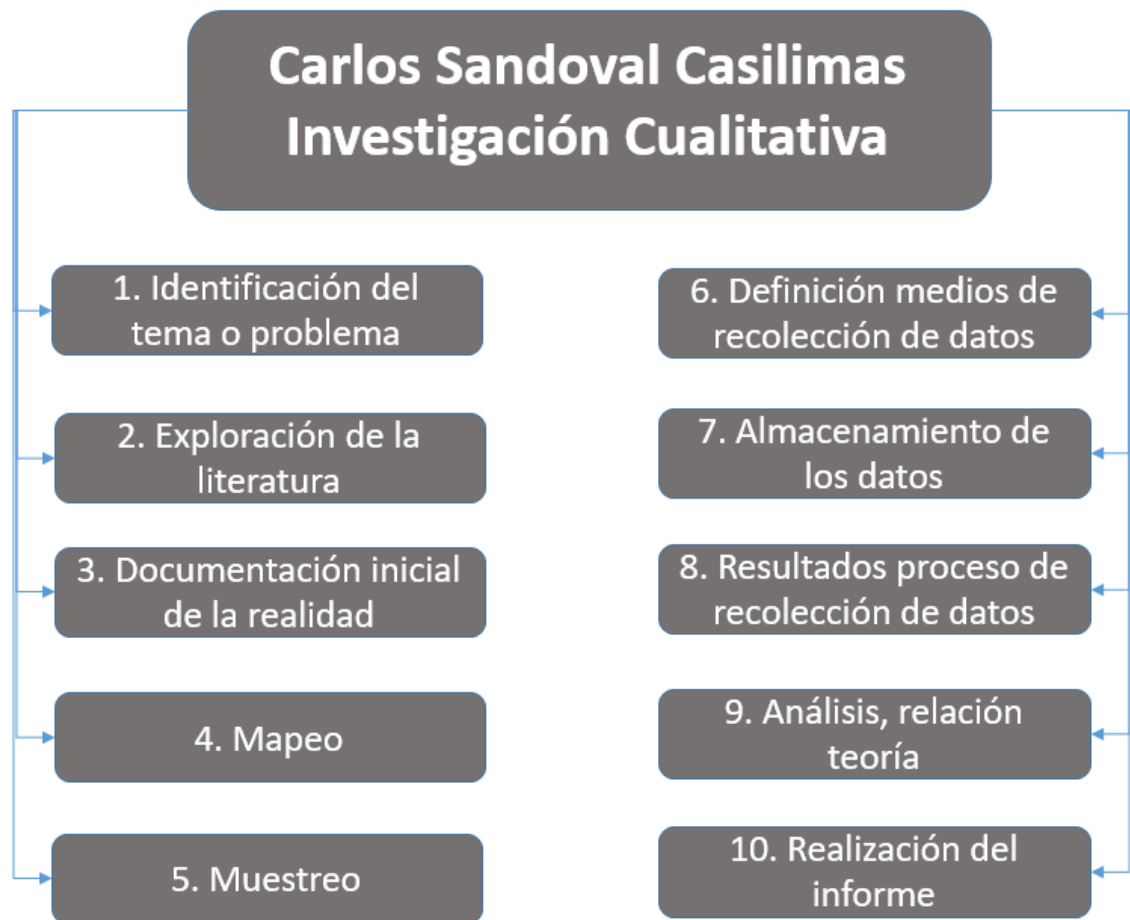 Carlos Sandoval Casilimas
Investigación Cualitativa
1. Identificación del
tema o problema
2. Exploración de la
literatura
3. Documentación inicial
de la realidad
4. Mapeo
5. Muestreo
6. Definición medios de
recolección de datos
7. Almacenamiento de
los datos
8. Resultados proceso de
recolección de datos
9. Análisis, relación
teoría
10. Realización del
informe